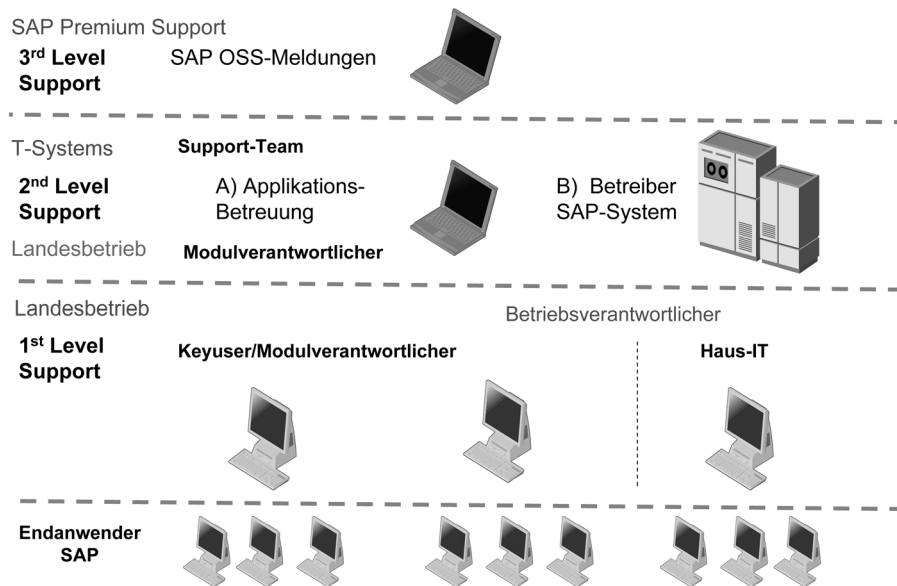 SAP Premium Support
3rd Level
Support
SAP OSS-Meldungen
T-Systems
Support-Team
2nd Level
Support
A) Applikations-
Betreuung
B) Betreiber
SAP-System
Landesbetrieb
Modulverantwortlicher
Landesbetrieb
Betriebsverantwortlicher
1st Level
Support
Keyuser/Modulverantwortlicher
Haus-IT
Endanwender
SAP